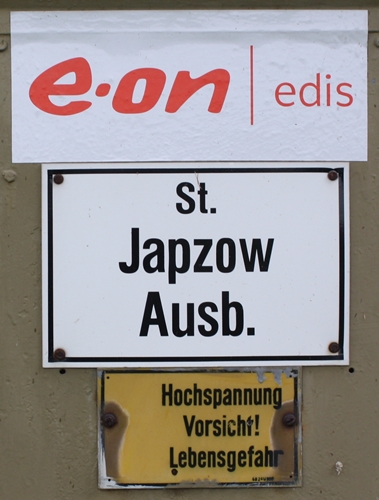 e·on | edis
St.
Japzow
Ausb.
Hochspannung
Vorsicht!
Lebensgefahr